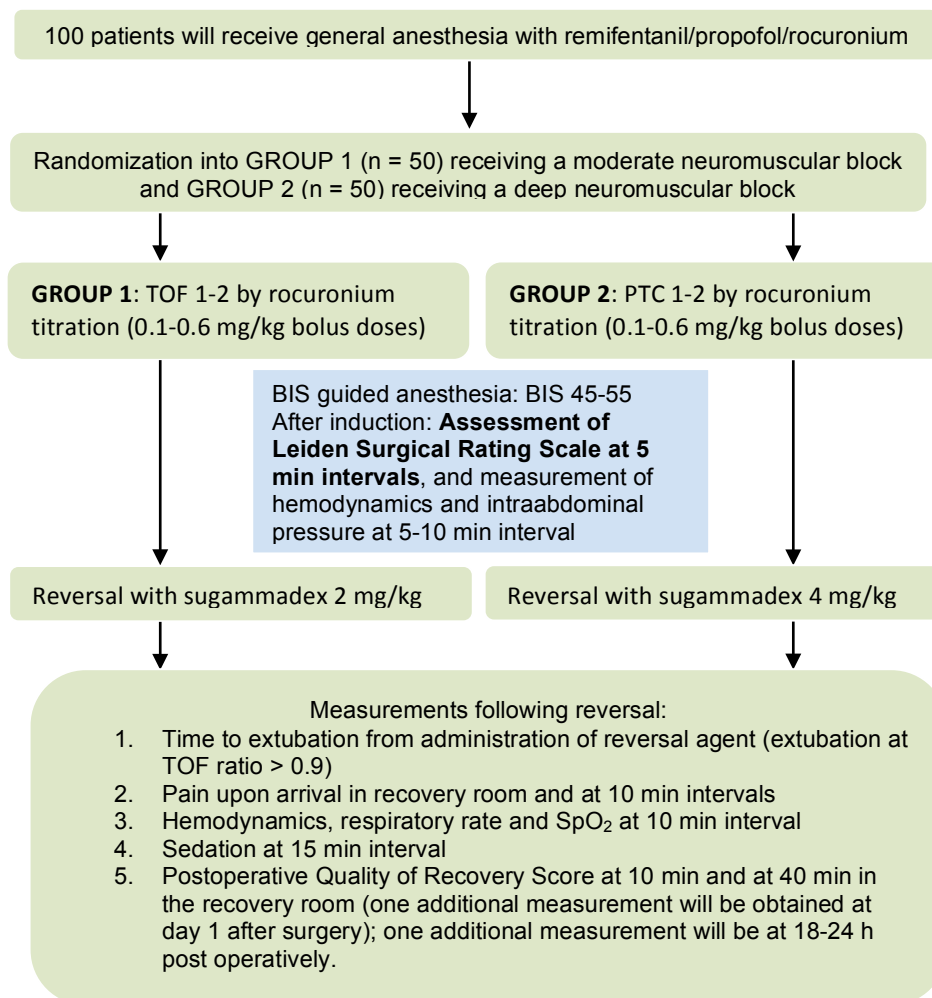 100 patients will receive general anesthesia with remifentanil/propofol/rocuronium
Randomization into GROUP 1 (n = 50) receiving a moderate neuromuscular block
and GROUP 2 (n = 50) receiving a deep neuromuscular block
GROUP 1: TOF 1-2 by rocuronium
titration (0.1-0.6 mg/kg bolus doses)
GROUP 2: PTC 1-2 by rocuronium
titration (0.1-0.6 mg/kg bolus doses)
BIS guided anesthesia: BIS 45-55
After induction: Assessment of
Leiden Surgical Rating Scale at 5
min intervals, and measurement of
hemodynamics and intraabdominal
pressure at 5-10 min interval
Reversal with sugammadex 2 mg/kg
Reversal with sugammadex 4 mg/kg
Measurements following reversal:
1. Time to extubation from administration of reversal agent (extubation at
TOF ratio > 0.9)
2. Pain upon arrival in recovery room and at 10 min intervals
3. Hemodynamics, respiratory rate and SpO₂ at 10 min interval
4. Sedation at 15 min interval
5. Postoperative Quality of Recovery Score at 10 min and at 40 min in
the recovery room (one additional measurement will be obtained at
day 1 after surgery); one additional measurement will be at 18-24 h
post operatively.